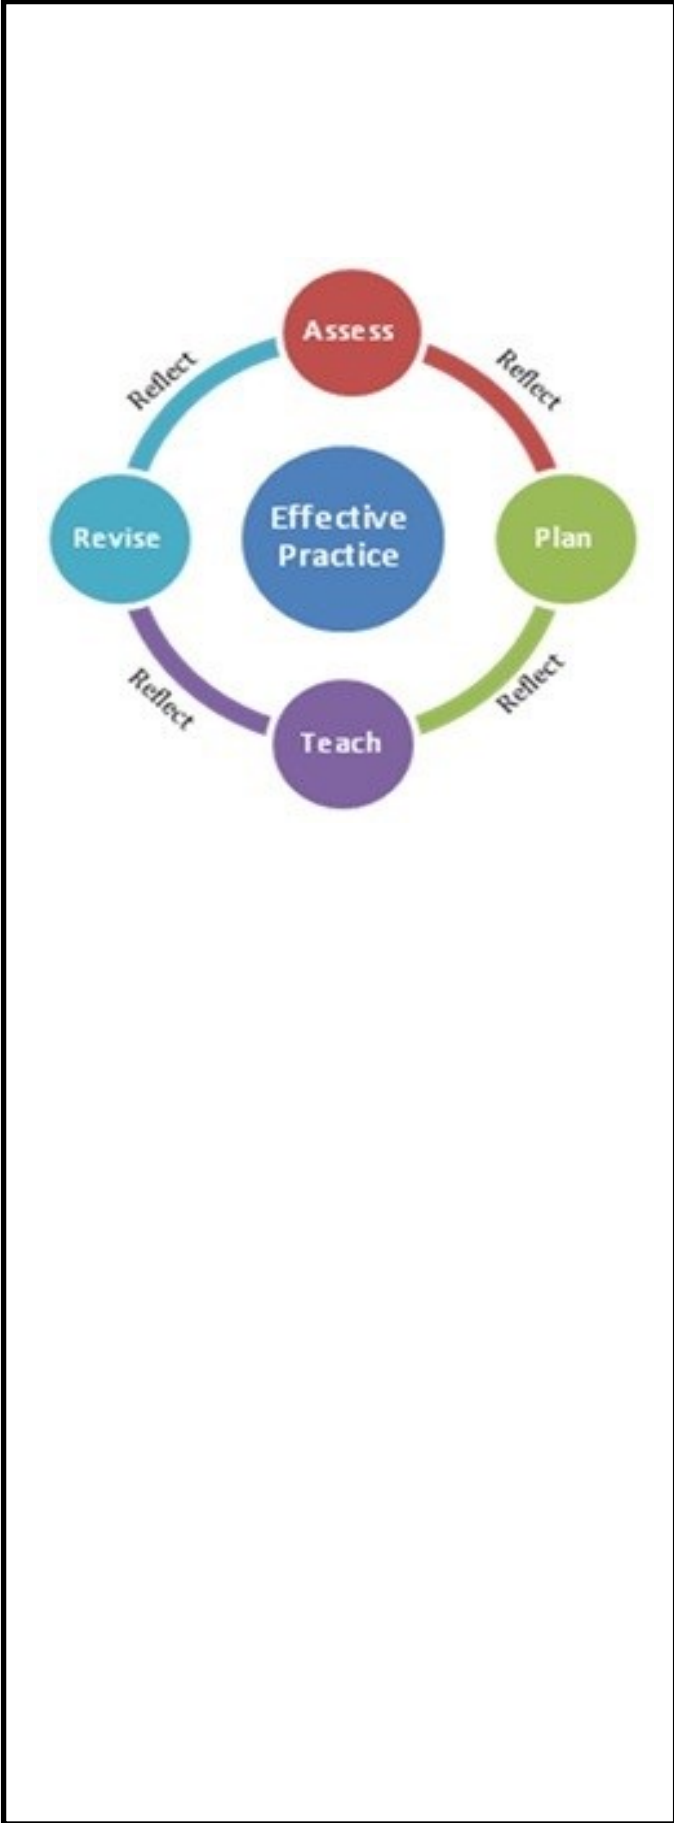 Assess
Reflect
Reflect
Effective
Practice
Revise
Plan
Reflect
Reflect
Teach